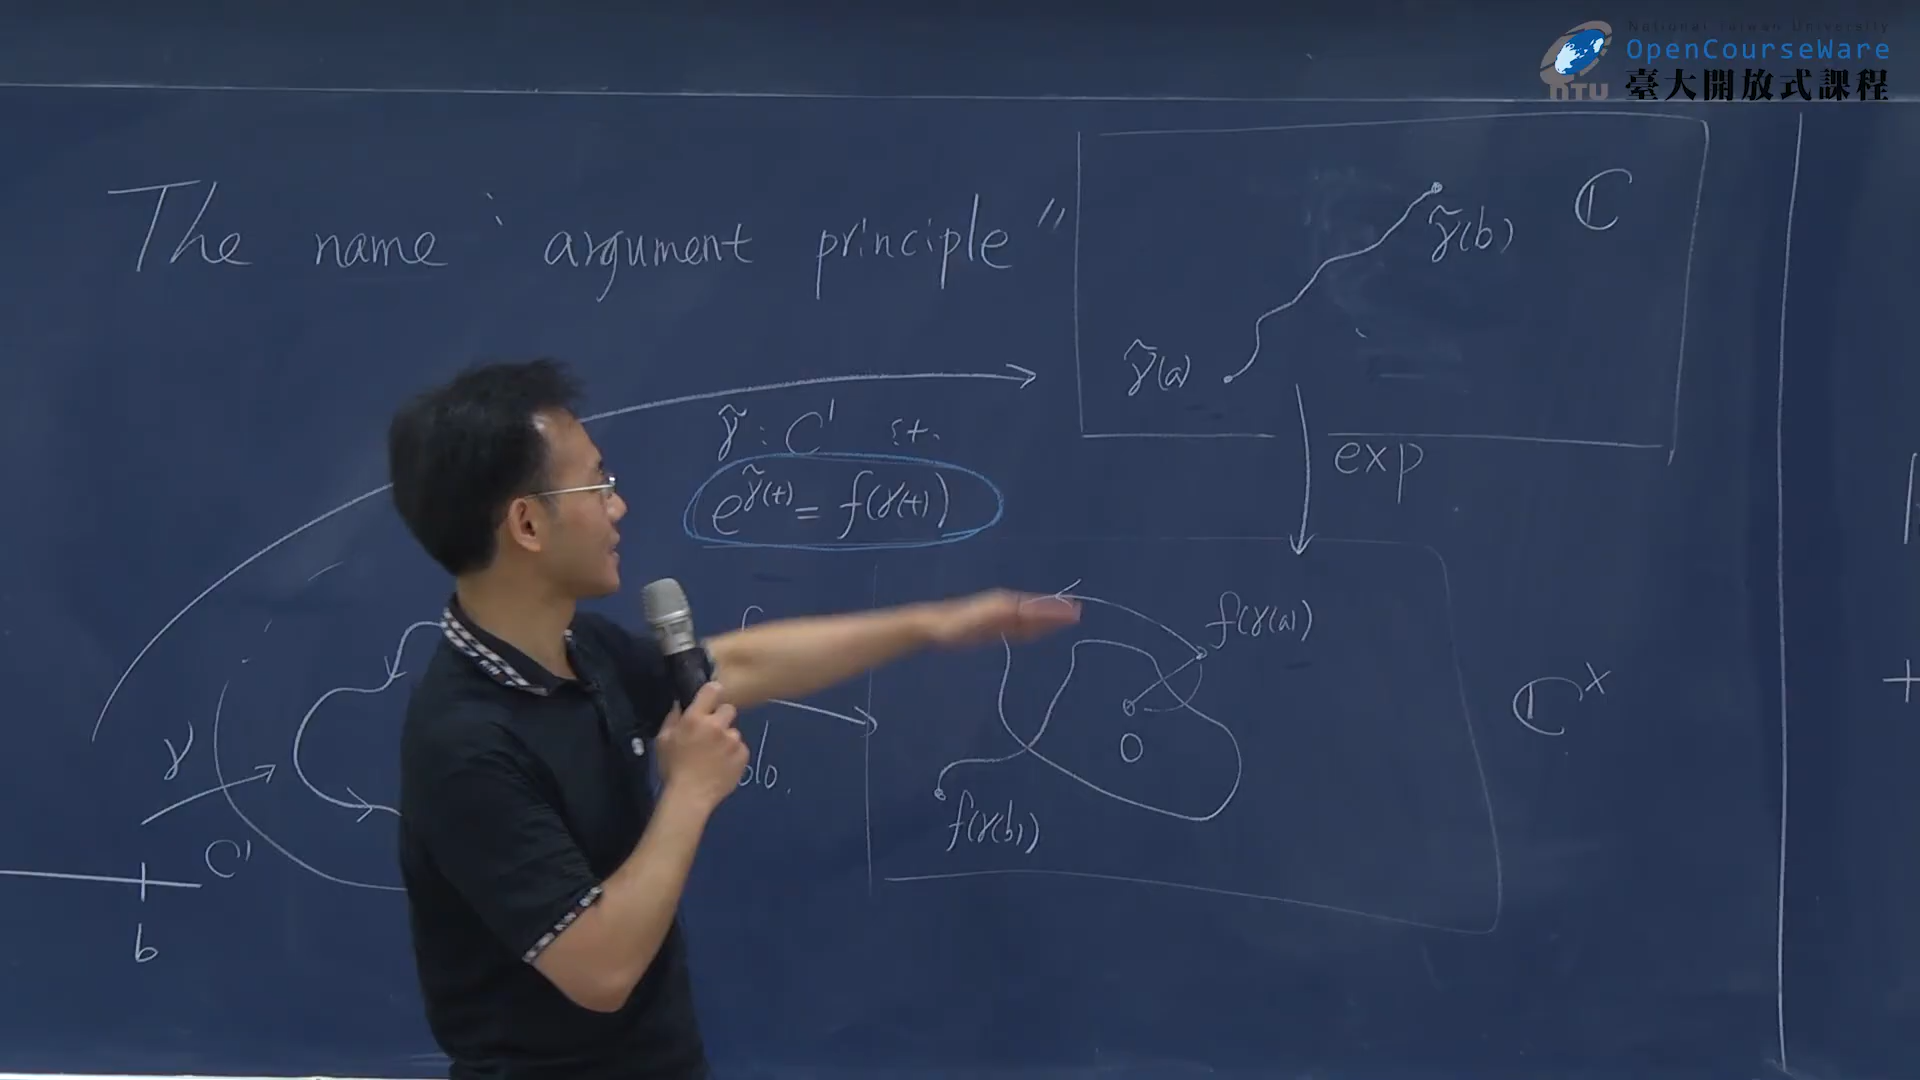 National Taiwan University
OpenCourseWare
NTU 臺大開放式課程
The name "argument principle"
ℂ
γ̃(b)
γ̃(a)
γ̃ : C¹ s.t.
e^γ̃(t) = f(γ(t))
exp
f(γ(a))
ℂ^×
γ
0
f(γ(b))
C¹
b